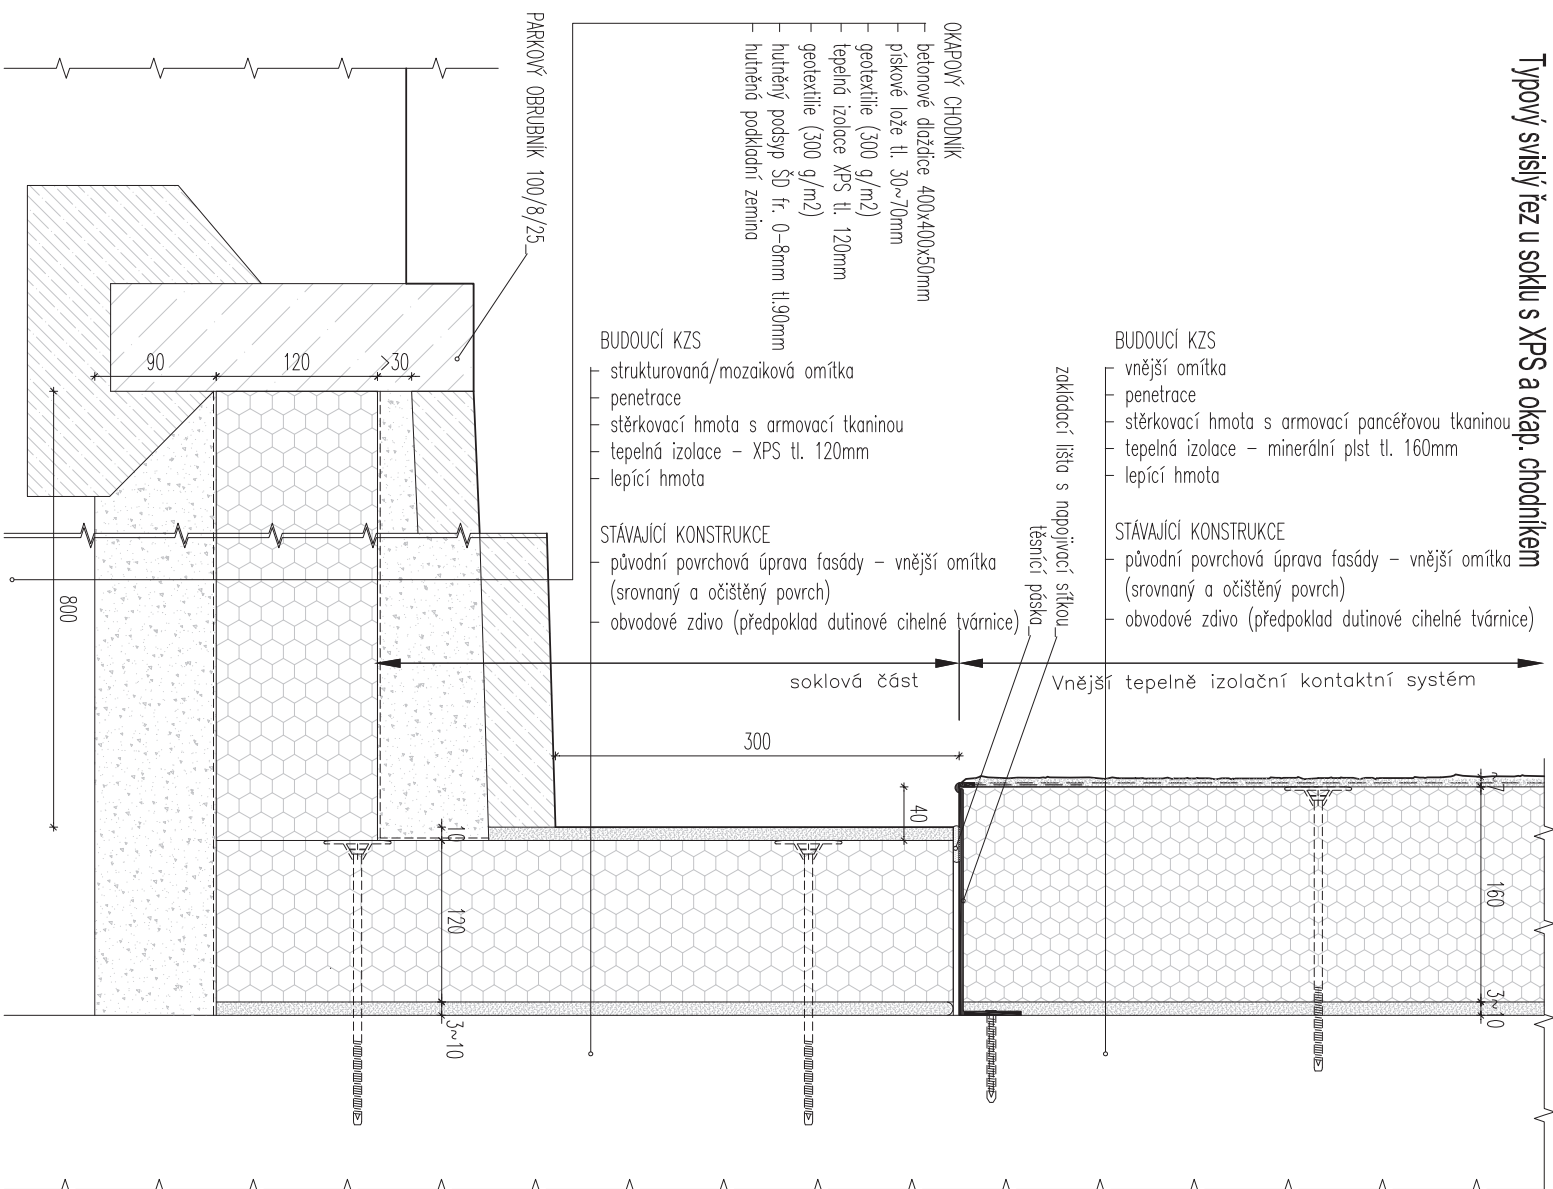 Typový svislý řez u soklu s XPS a okap. chodníkem
OKAPOVÝ CHODNÍK
betonové dlaždice 400x400x50mm
pískové lože tl. 30~70mm
geotextilie (300 g/m2)
tepelná izolace XPS tl. 120mm
geotextilie (300 g/m2)
hutněný podsyp ŠD fr. 0-8mm tl.90mm
hutněná podkladní zemina
PARKOVÝ OBRUBNÍK 100/8/25
BUDOUCÍ KZS
strukturovaná/mozaiková omítka
penetrace
stěrkovací hmota s armovací tkaninou
tepelná izolace – XPS tl. 120mm
lepící hmota
STÁVAJÍCÍ KONSTRUKCE
původní povrchová úprava fasády – vnější omítka
(srovnaný a očištěný povrch)
obvodové zdivo (předpoklad dutinové cihelné tvárnice)
BUDOUCÍ KZS
vnější omítka
penetrace
stěrkovací hmota s armovací pancéřovou tkaninou
tepelná izolace – minerální plst tl. 160mm
lepící hmota
STÁVAJÍCÍ KONSTRUKCE
původní povrchová úprava fasády – vnější omítka
(srovnaný a očištěný povrch)
obvodové zdivo (předpoklad dutinové cihelné tvárnice)
zakládací lišta s napojivací síťkou
těsnící páska
soklová část
Vnější tepelně izolační kontaktní systém
90
120
>30
800
300
40
10
120
3~10
~7
160
3~10